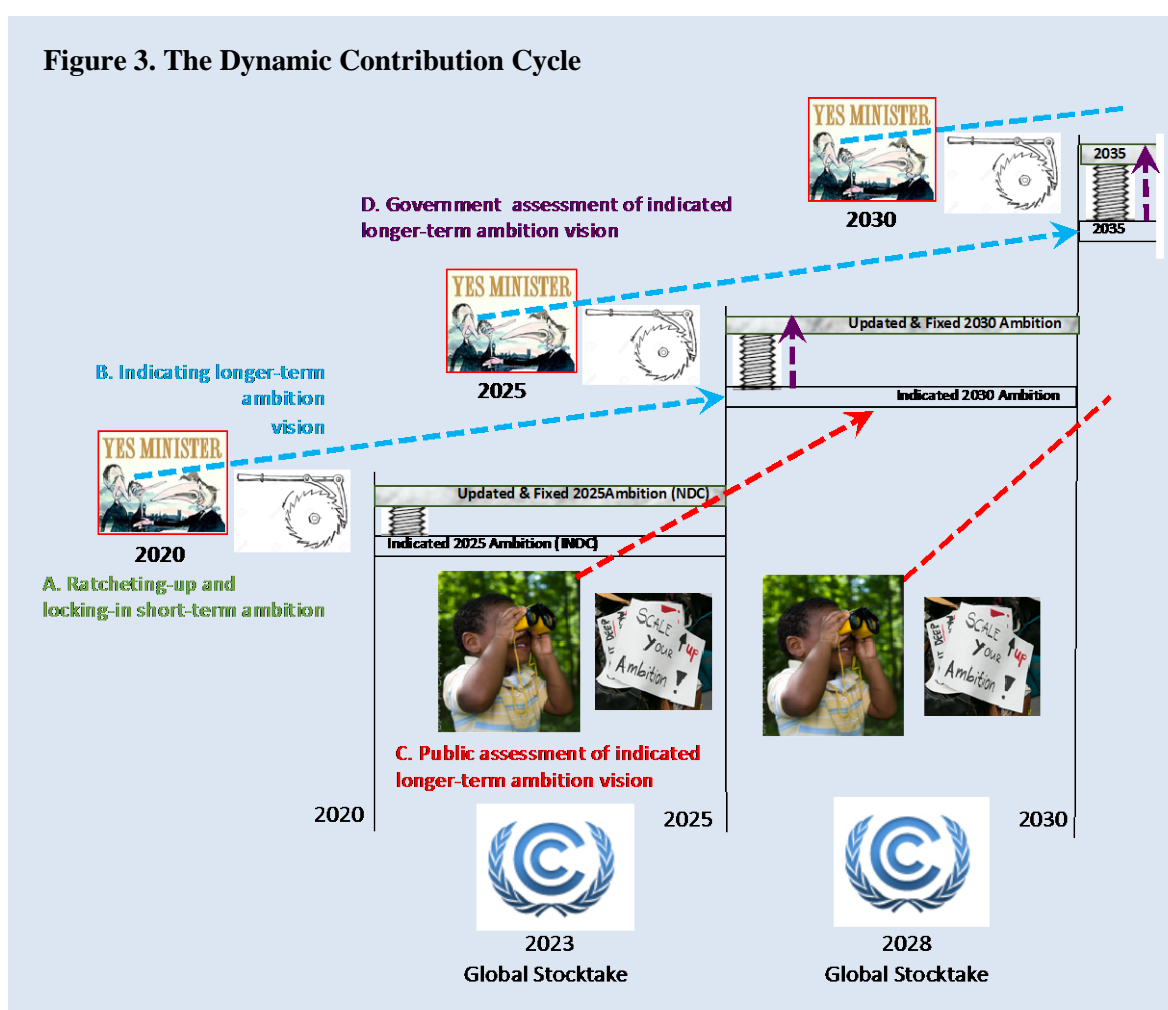 Figure 3. The Dynamic Contribution Cycle
YES MINISTER
2030
2035
2035
D. Government assessment of indicated
longer-term ambition vision
YES MINISTER
2025
Updated & Fixed 2030 Ambition
Indicated 2030 Ambition
B. Indicating longer-term
ambition
vision
YES MINISTER
2020
A. Ratcheting-up and
locking-in short-term ambition
Updated & Fixed 2025Ambition (NDC)
Indicated 2025 Ambition (INDC)
SCALE
YOUR
UP
Ambition !
IT DEEP
SCALE
YOUR
UP
Ambition !
IT DEEP
C. Public assessment of indicated
longer-term ambition vision
2020
2025
2030
2023
Global Stocktake
2028
Global Stocktake